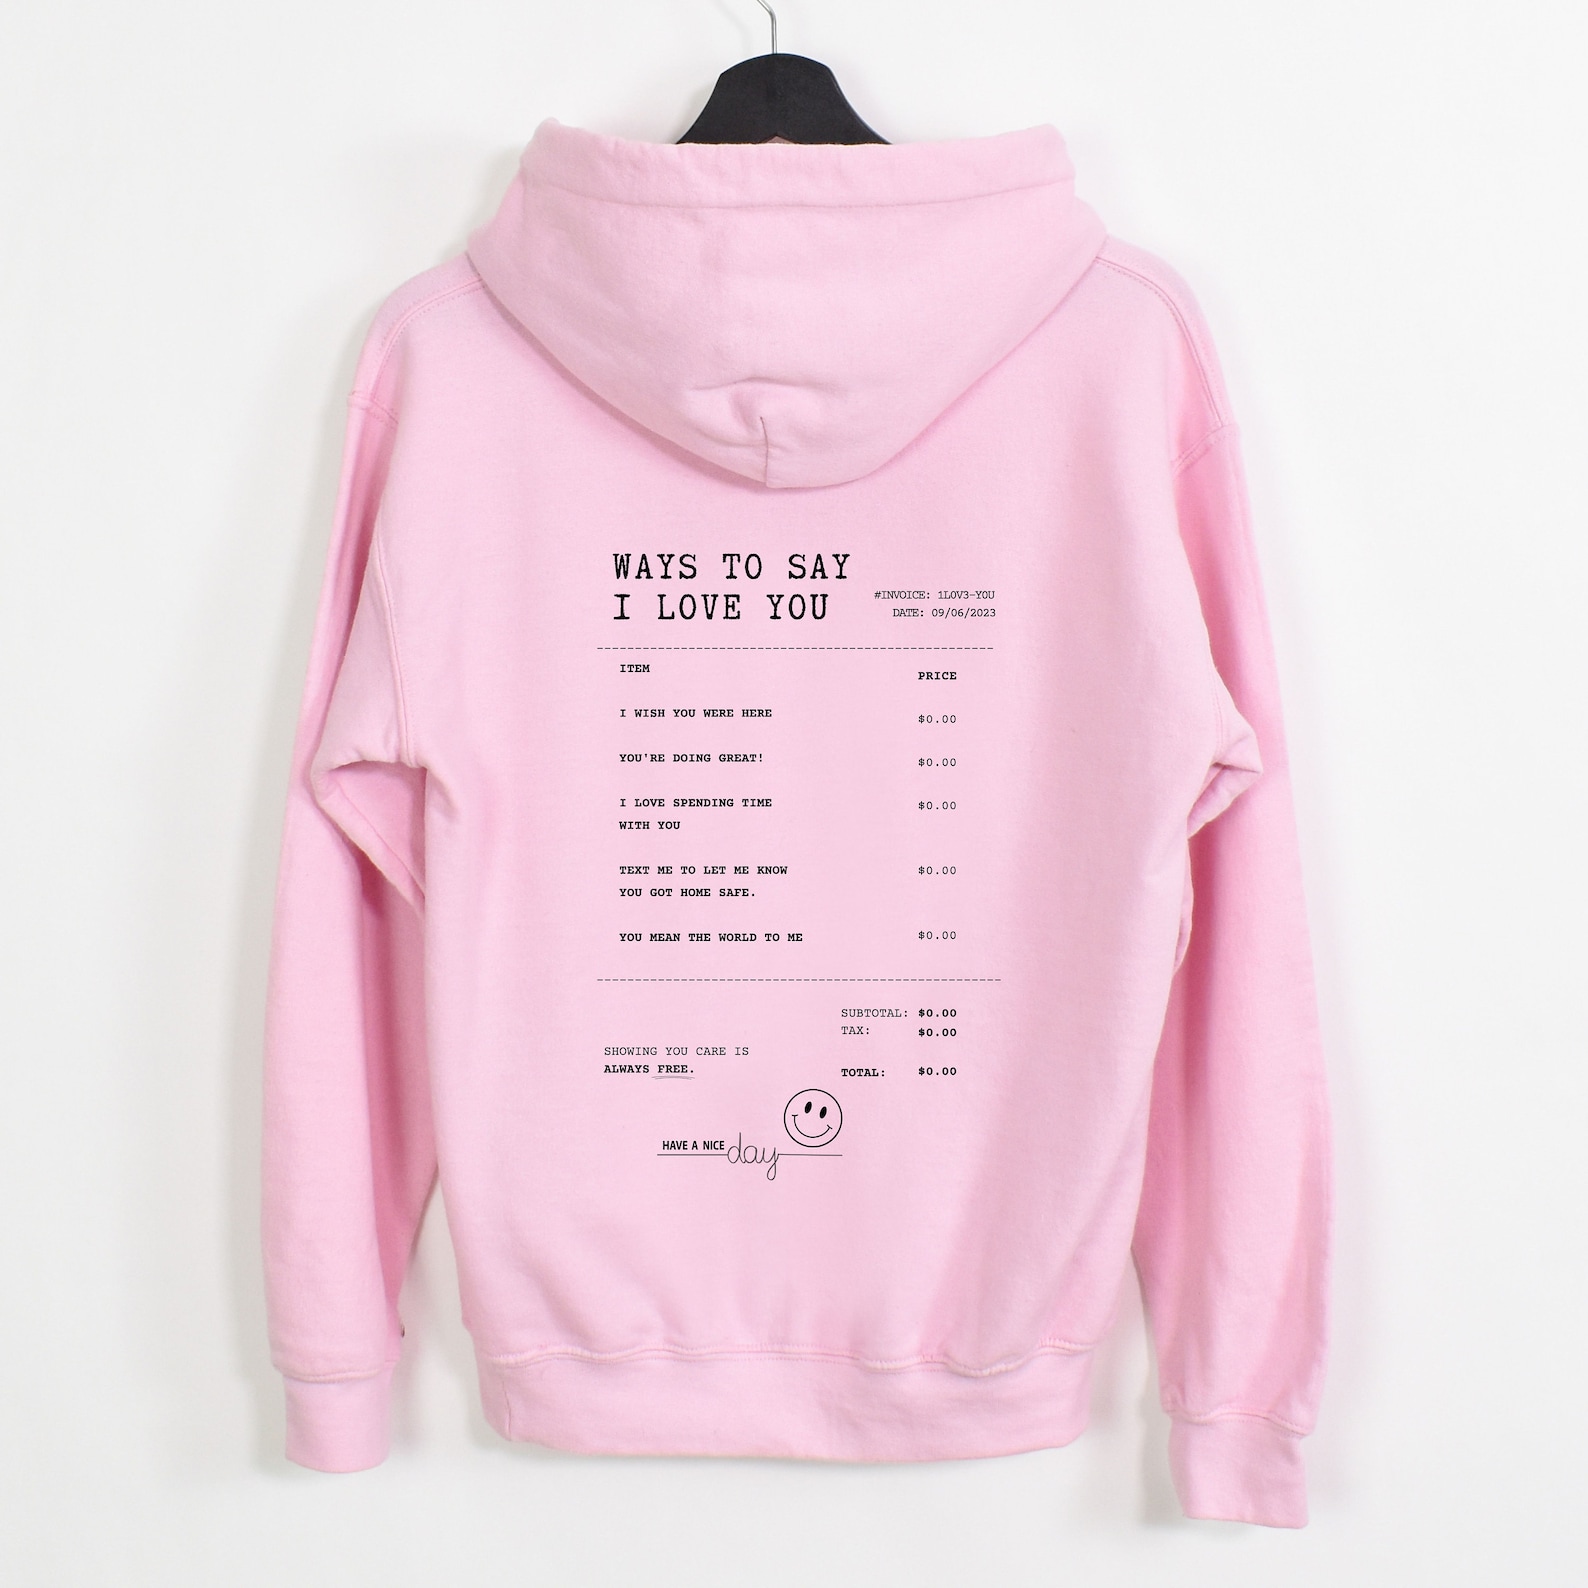 WAYS TO SAY
I LOVE YOU
#INVOICE: 1L0V3-Y0U
DATE: 09/06/2023
ITEM
PRICE
I WISH YOU WERE HERE
$0.00
YOU'RE DOING GREAT!
$0.00
I LOVE SPENDING TIME
WITH YOU
$0.00
TEXT ME TO LET ME KNOW
YOU GOT HOME SAFE.
$0.00
YOU MEAN THE WORLD TO ME
$0.00
SUBTOTAL: $0.00
TAX: $0.00
SHOWING YOU CARE IS
ALWAYS FREE.
TOTAL: $0.00
HAVE A NICE day